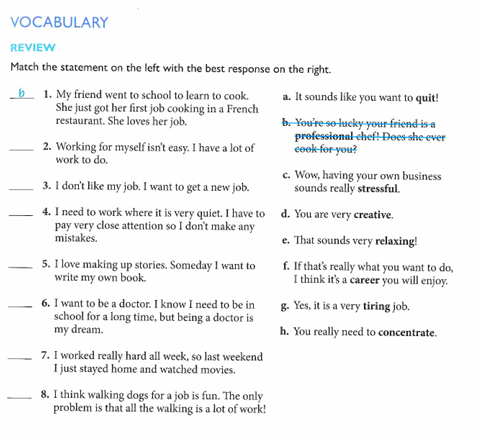 VOCABULARY
REVIEW
Match the statement on the left with the best response on the right.
b 1. My friend went to school to learn to cook.
She just got her first job cooking in a French
restaurant. She loves her job.
___ 2. Working for myself isn't easy. I have a lot of
work to do.
___ 3. I don't like my job. I want to get a new job.
___ 4. I need to work where it is very quiet. I have to
pay very close attention so I don't make any
mistakes.
___ 5. I love making up stories. Someday I want to
write my own book.
___ 6. I want to be a doctor. I know I need to be in
school for a long time, but being a doctor is
my dream.
___ 7. I worked really hard all week, so last weekend
I just stayed home and watched movies.
___ 8. I think walking dogs for a job is fun. The only
problem is that all the walking is a lot of work!
a. It sounds like you want to quit!
b. You're so lucky your friend is a
professional chef! Does she ever
cook for you?
c. Wow, having your own business
sounds really stressful.
d. You are very creative.
e. That sounds very relaxing!
f. If that's really what you want to do,
I think it's a career you will enjoy.
g. Yes, it is a very tiring job.
h. You really need to concentrate.